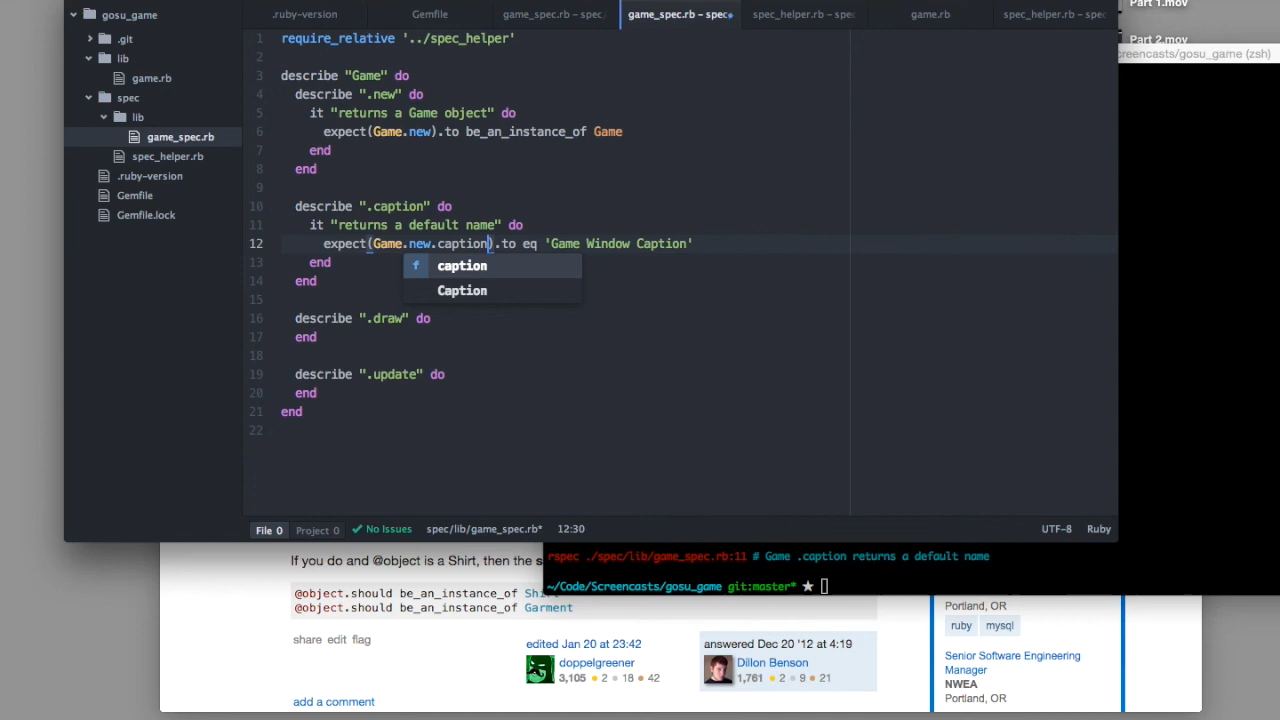 gosu_game
.git
lib
game.rb
spec
lib
game_spec.rb
spec_helper.rb
.ruby-version
Gemfile
Gemfile.lock
.ruby-version
Gemfile
game_spec.rb – spec/
game_spec.rb – spec
spec_helper.rb – spe
game.rb
spec_helper.rb – spe
1 require_relative '../spec_helper'
2
3 describe "Game" do
4 describe ".new" do
5 it "returns a Game object" do
6 expect(Game.new).to be_an_instance_of Game
7 end
8 end
9
10 describe ".caption" do
11 it "returns a default name" do
12 expect(Game.new.caption).to eq 'Game Window Caption'
13 end
14 end
15
16 describe ".draw" do
17 end
18
19 describe ".update" do
20 end
21 end
22
caption
Caption
File 0 Project 0 No Issues spec/lib/game_spec.rb* 12:30 UTF-8 Ruby
Part 1.mov
Part 2.mov
creencasts/gosu_game (zsh)
rspec ./spec/lib/game_spec.rb:11 # Game .caption returns a default name
~/Code/Screencasts/gosu_game git:master* ★
If you do and @object is a Shirt, then the s
@object.should be_an_instance_of Shi
@object.should be_an_instance_of Garment
share edit flag
edited Jan 20 at 23:42
doppelgreener
3,105 2 18 42
answered Dec 20 '12 at 4:19
Dillon Benson
1,761 2 9 21
add a comment
Portland, OR
ruby mysql
Senior Software Engineering
Manager
NWEA
Portland, OR